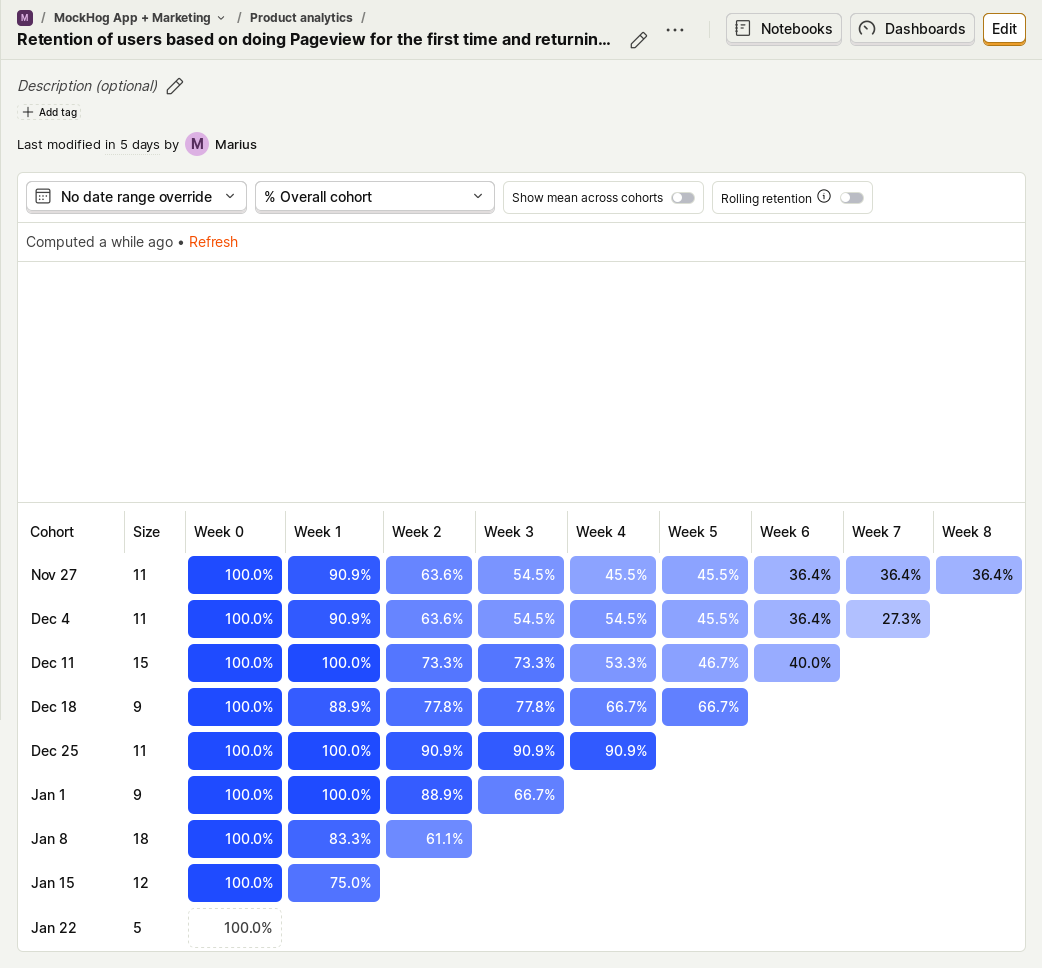 M / MockHog App + Marketing / Product analytics /
Retention of users based on doing Pageview for the first time and returnin...
Notebooks
Dashboards
Edit
Description (optional)
Add tag
Last modified in 5 days by M Marius
No date range override
% Overall cohort
Show mean across cohorts
Rolling retention
Computed a while ago • Refresh
Cohort Size Week 0 Week 1 Week 2 Week 3 Week 4 Week 5 Week 6 Week 7 Week 8
Nov 27 11 100.0% 90.9% 63.6% 54.5% 45.5% 45.5% 36.4% 36.4% 36.4%
Dec 4 11 100.0% 90.9% 63.6% 54.5% 54.5% 45.5% 36.4% 27.3%
Dec 11 15 100.0% 100.0% 73.3% 73.3% 53.3% 46.7% 40.0%
Dec 18 9 100.0% 88.9% 77.8% 77.8% 66.7% 66.7%
Dec 25 11 100.0% 100.0% 90.9% 90.9% 90.9%
Jan 1 9 100.0% 100.0% 88.9% 66.7%
Jan 8 18 100.0% 83.3% 61.1%
Jan 15 12 100.0% 75.0%
Jan 22 5 100.0%